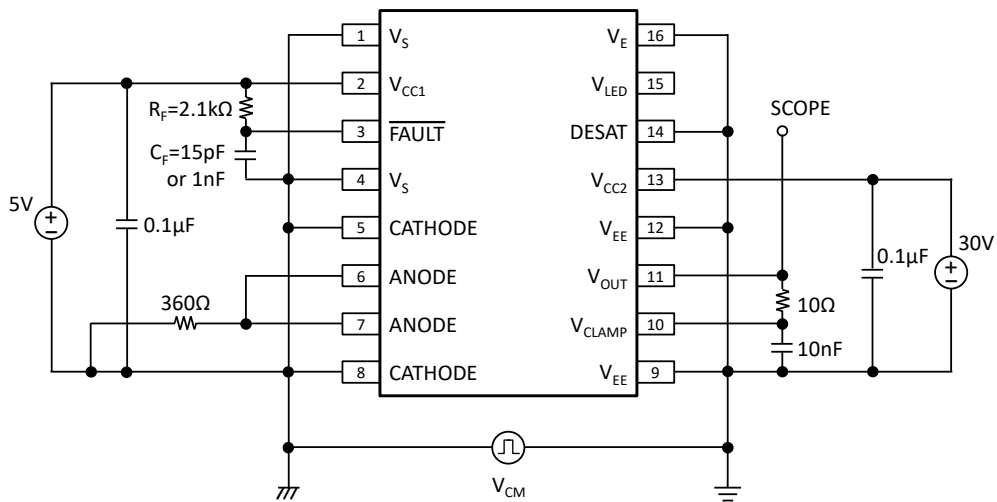 1 V_S
2 V_CC1
3 FAULT
4 V_S
5 CATHODE
6 ANODE
7 ANODE
8 CATHODE
V_E 16
V_LED 15
DESAT 14
V_CC2 13
V_EE 12
V_OUT 11
V_CLAMP 10
V_EE 9
R_F=2.1kΩ
C_F=15pF
or 1nF
5V
0.1µF
360Ω
SCOPE
0.1µF
30V
10Ω
10nF
V_CM